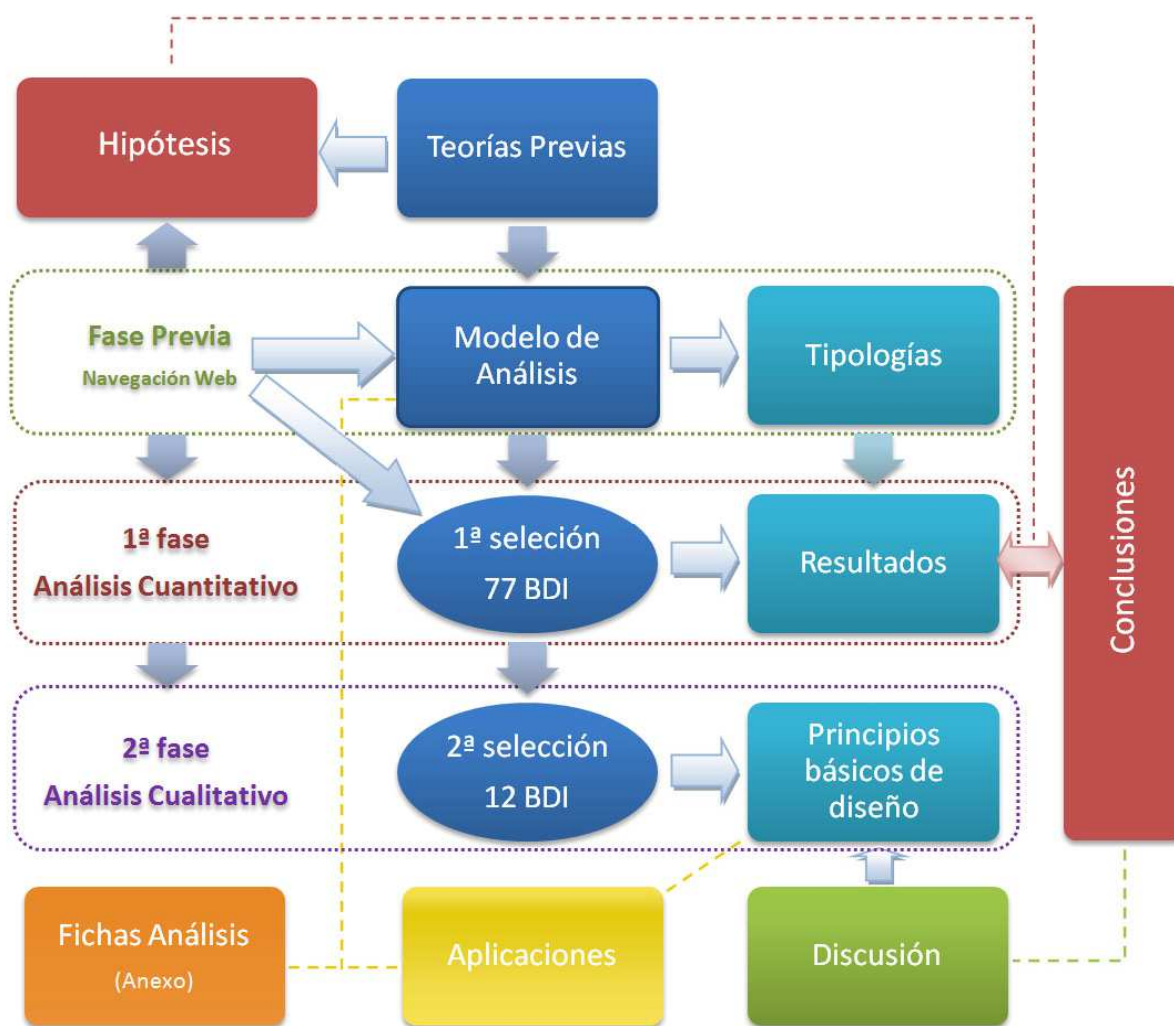 Hipótesis
Teorías Previas
Fase Previa
Navegación Web
Modelo de
Análisis
Tipologías
1ª fase
Análisis Cuantitativo
1ª seleción
77 BDI
Resultados
Conclusiones
2ª fase
Análisis Cualitativo
2ª selección
12 BDI
Principios
básicos de
diseño
Fichas Análisis
(Anexo)
Aplicaciones
Discusión